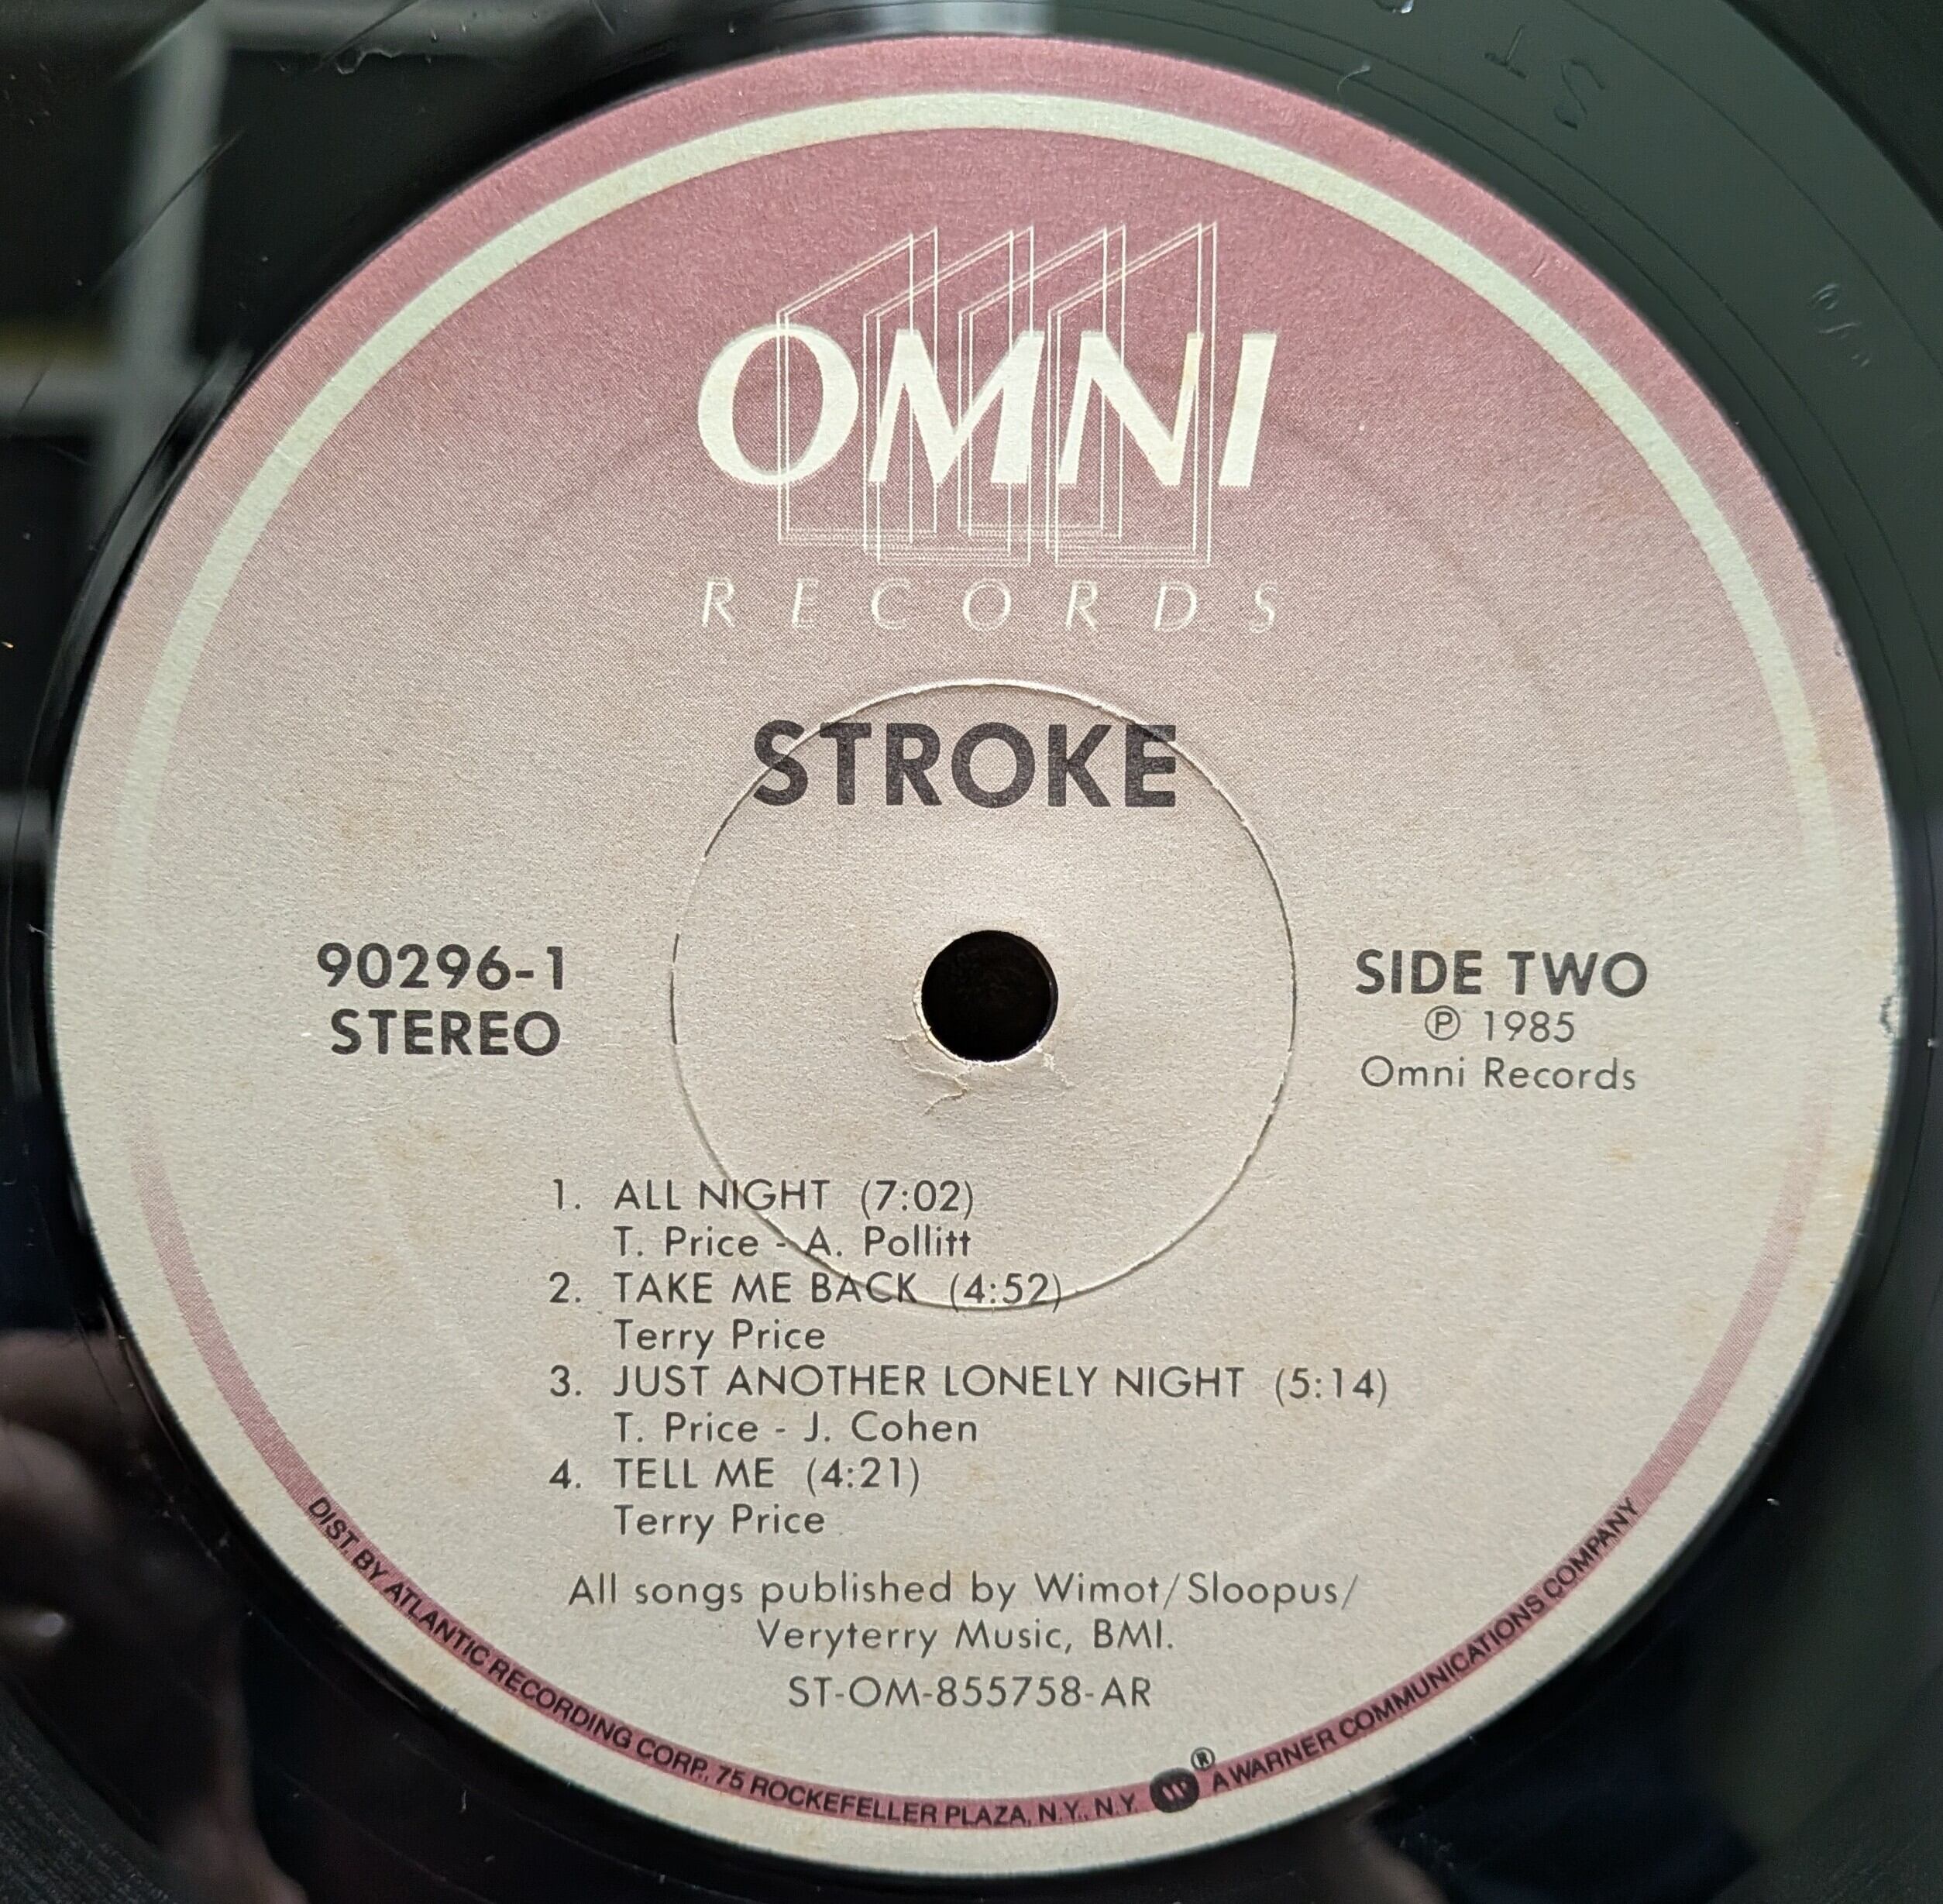 OMNI
RECORDS
STROKE
90296-1
STEREO
SIDE TWO
℗ 1985
Omni Records
1. ALL NIGHT (7:02)
T. Price - A. Pollitt
2. TAKE ME BACK (4:52)
Terry Price
3. JUST ANOTHER LONELY NIGHT (5:14)
T. Price - J. Cohen
4. TELL ME (4:21)
Terry Price
All songs published by Wimot/Sloopus/
Veryterry Music, BMI.
ST-OM-855758-AR
DIST. BY ATLANTIC RECORDING CORP., 75 ROCKEFELLER PLAZA, N.Y., N.Y. ® A WARNER COMMUNICATIONS COMPANY
ST